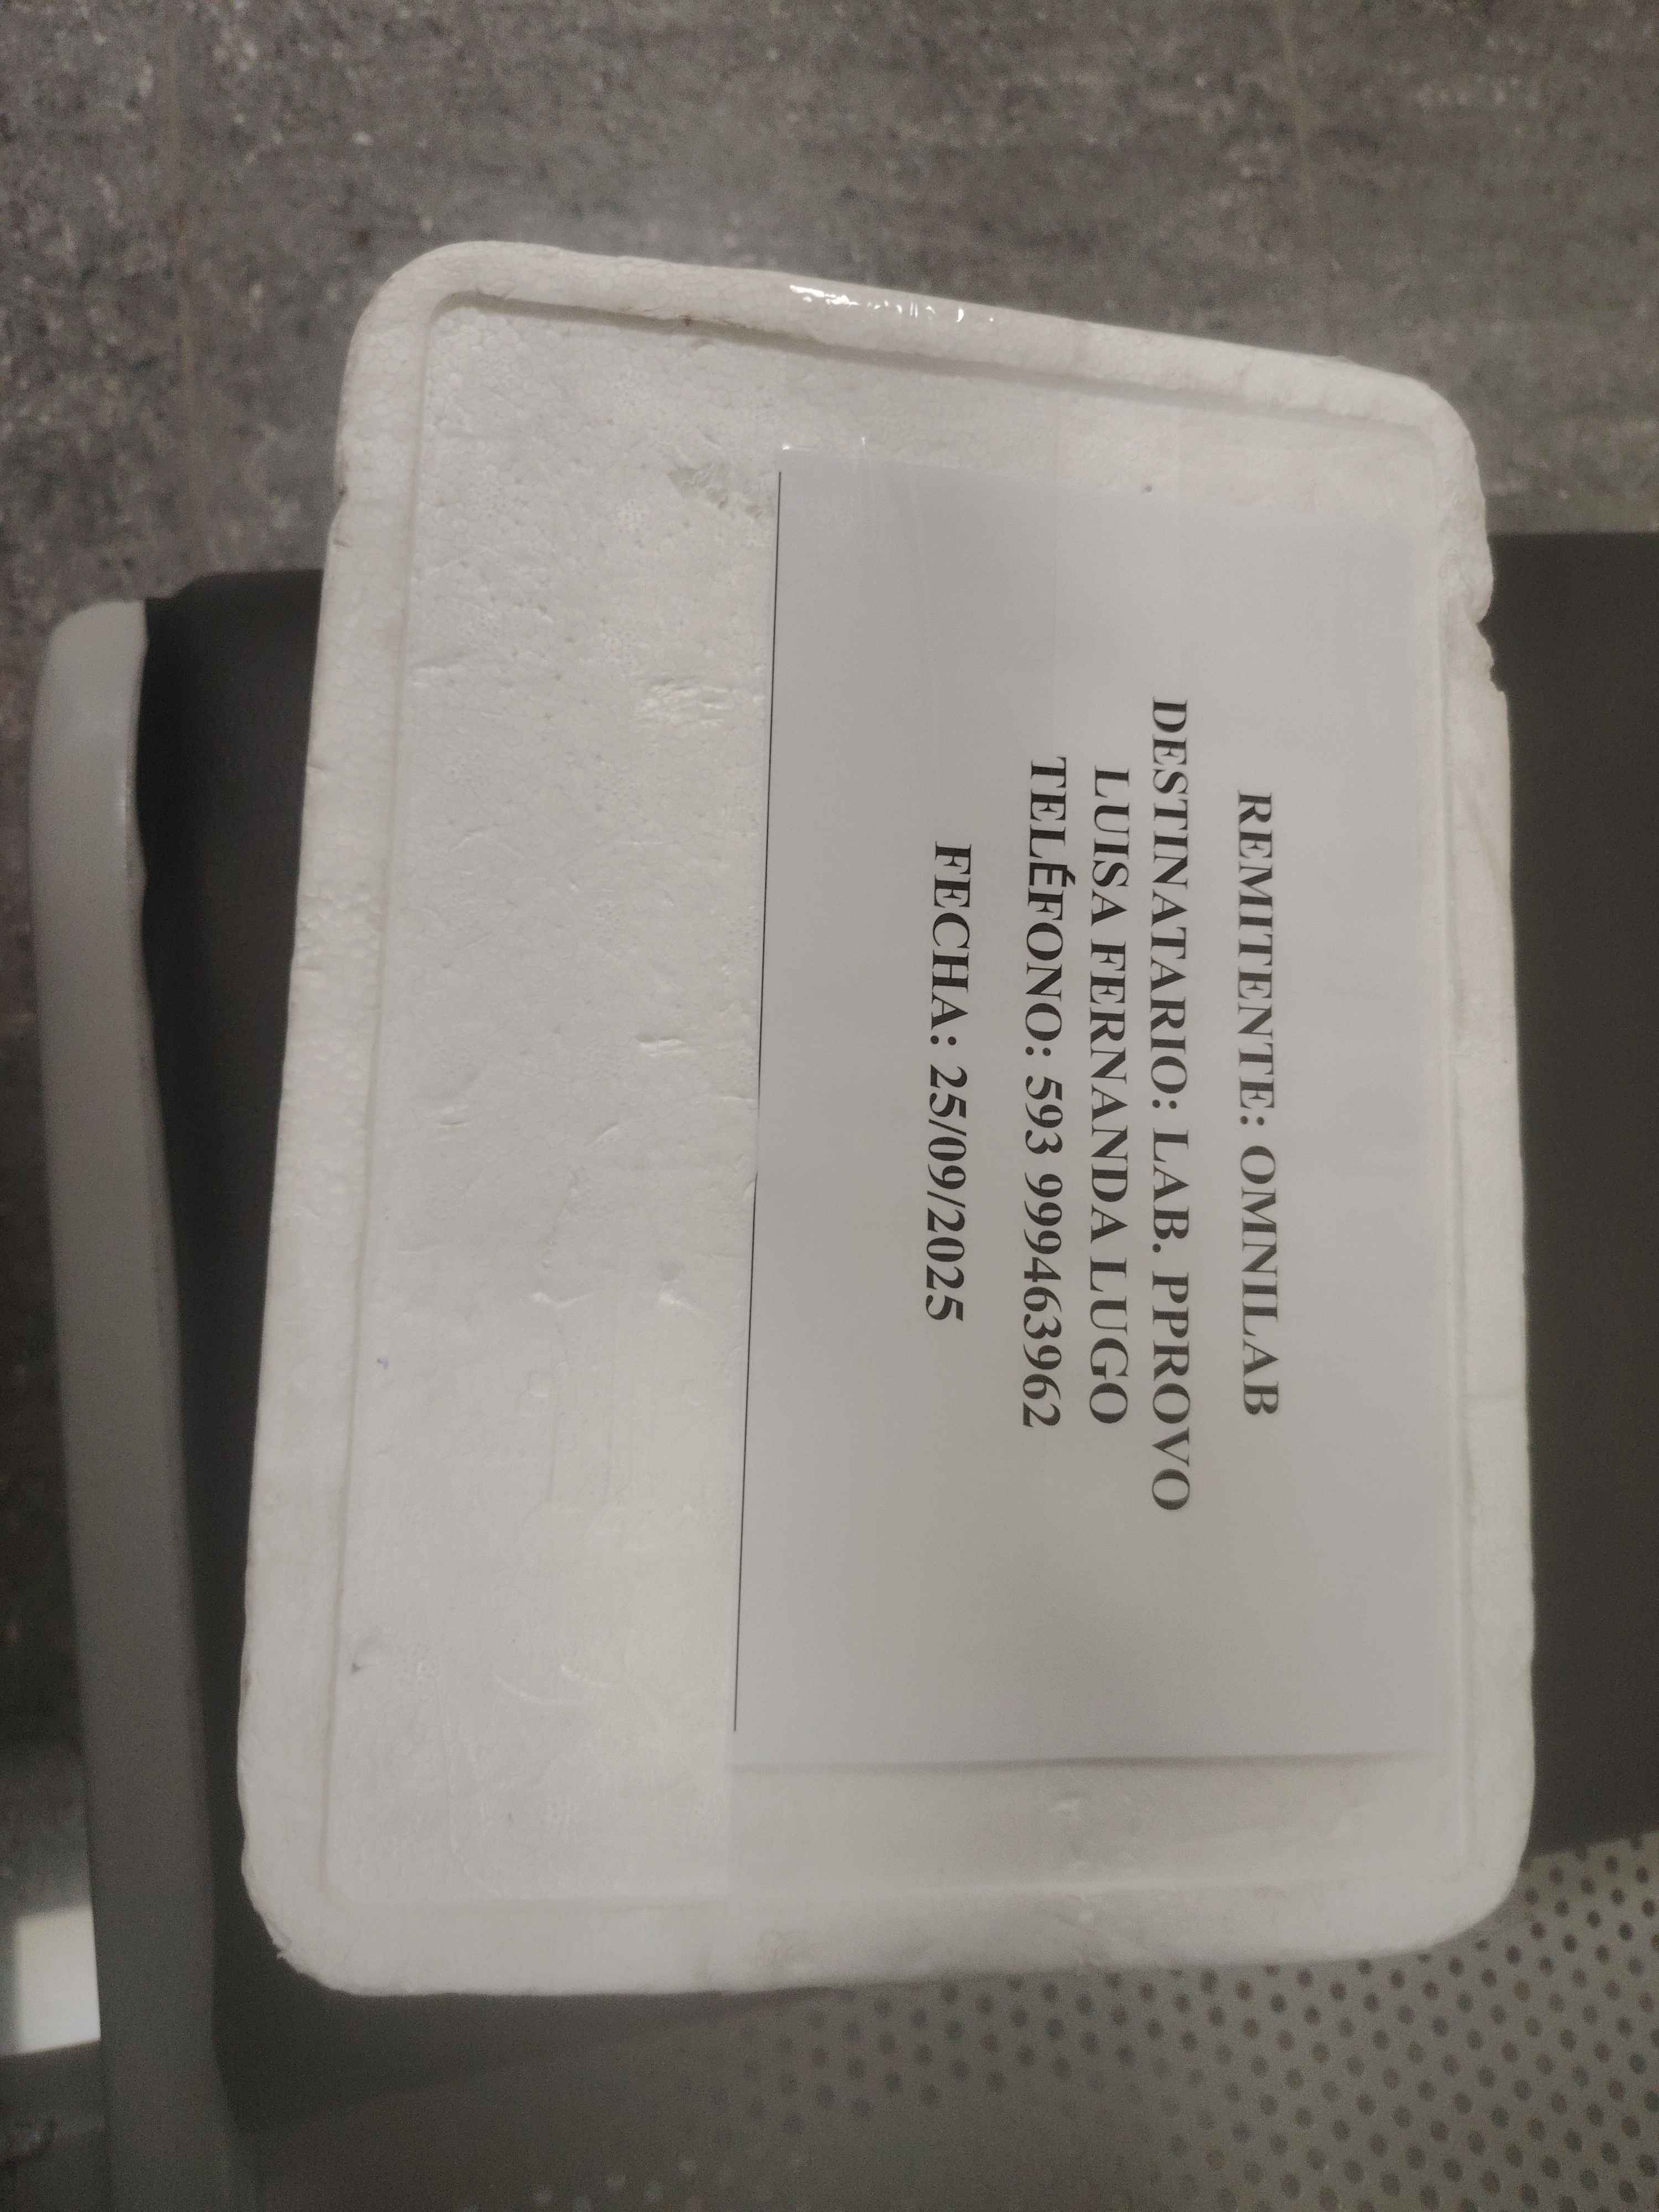 REMITENTE: OMNILAB
DESTINATARIO: LAB. PPROVO
LUISA FERNANDA LUGO
TELÉFONO: 593 999463962
FECHA: 25/09/2025